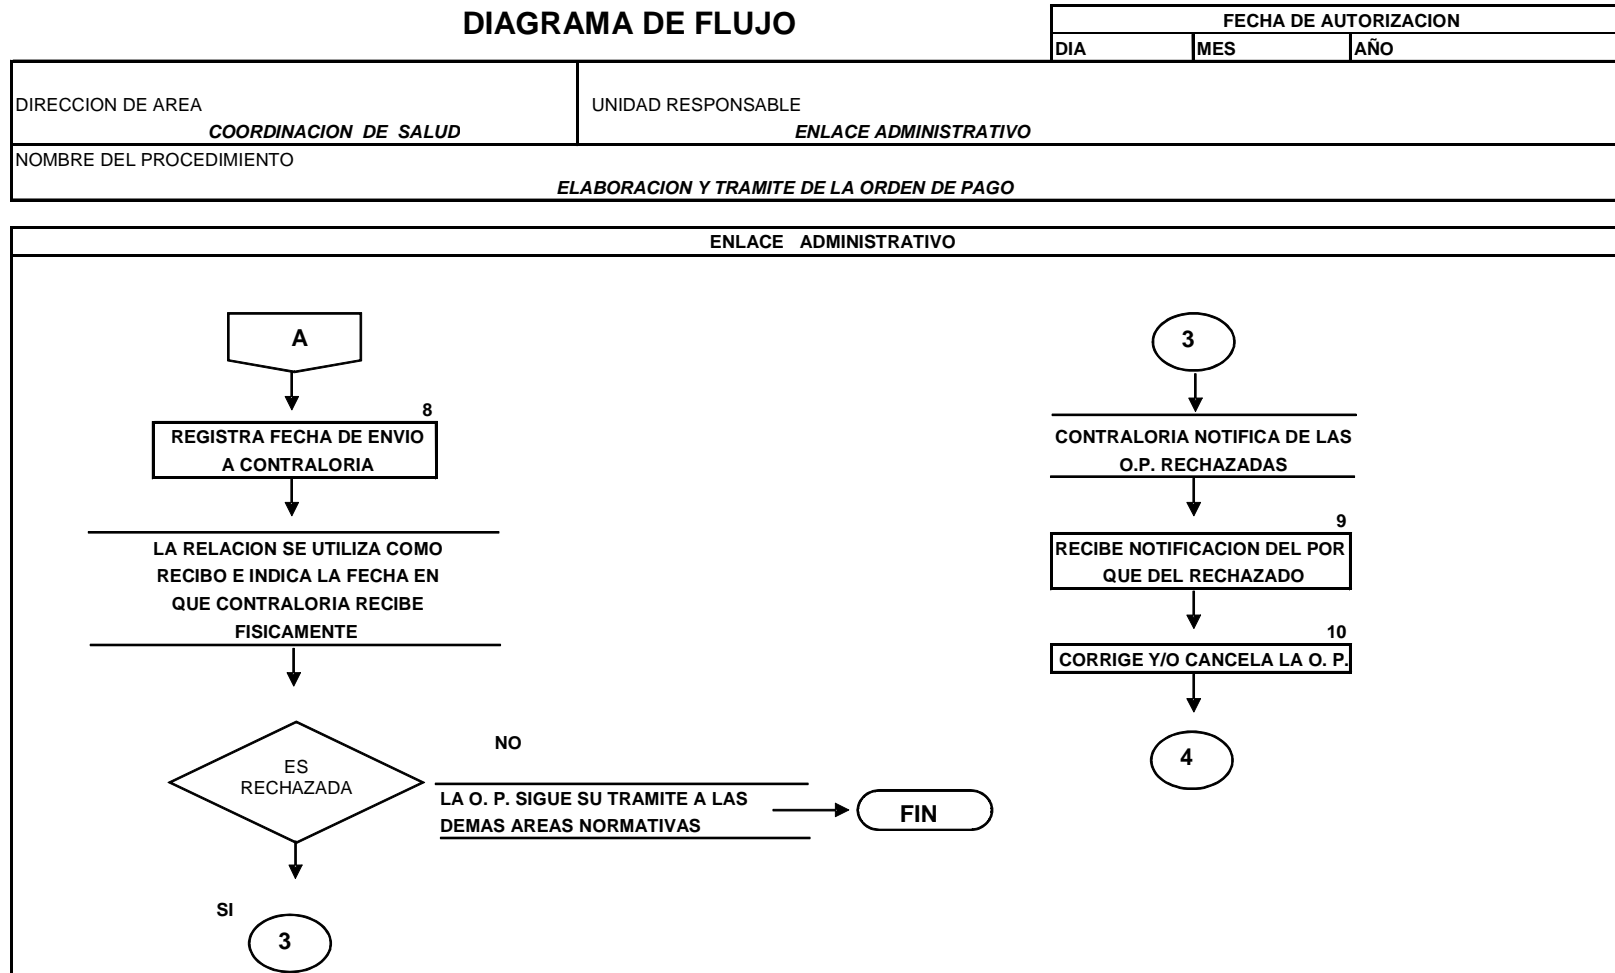 DIAGRAMA DE FLUJO
FECHA DE AUTORIZACION
DIA MES AÑO
DIRECCION DE AREA
COORDINACION DE SALUD
UNIDAD RESPONSABLE
ENLACE ADMINISTRATIVO
NOMBRE DEL PROCEDIMIENTO
ELABORACION Y TRAMITE DE LA ORDEN DE PAGO
ENLACE ADMINISTRATIVO
A
8
REGISTRA FECHA DE ENVIO
A CONTRALORIA
LA RELACION SE UTILIZA COMO
RECIBO E INDICA LA FECHA EN
QUE CONTRALORIA RECIBE
FISICAMENTE
ES
RECHAZADA
NO
LA O. P. SIGUE SU TRAMITE A LAS
DEMAS AREAS NORMATIVAS
FIN
SI
3
3
CONTRALORIA NOTIFICA DE LAS
O.P. RECHAZADAS
9
RECIBE NOTIFICACION DEL POR
QUE DEL RECHAZADO
10
CORRIGE Y/O CANCELA LA O. P.
4